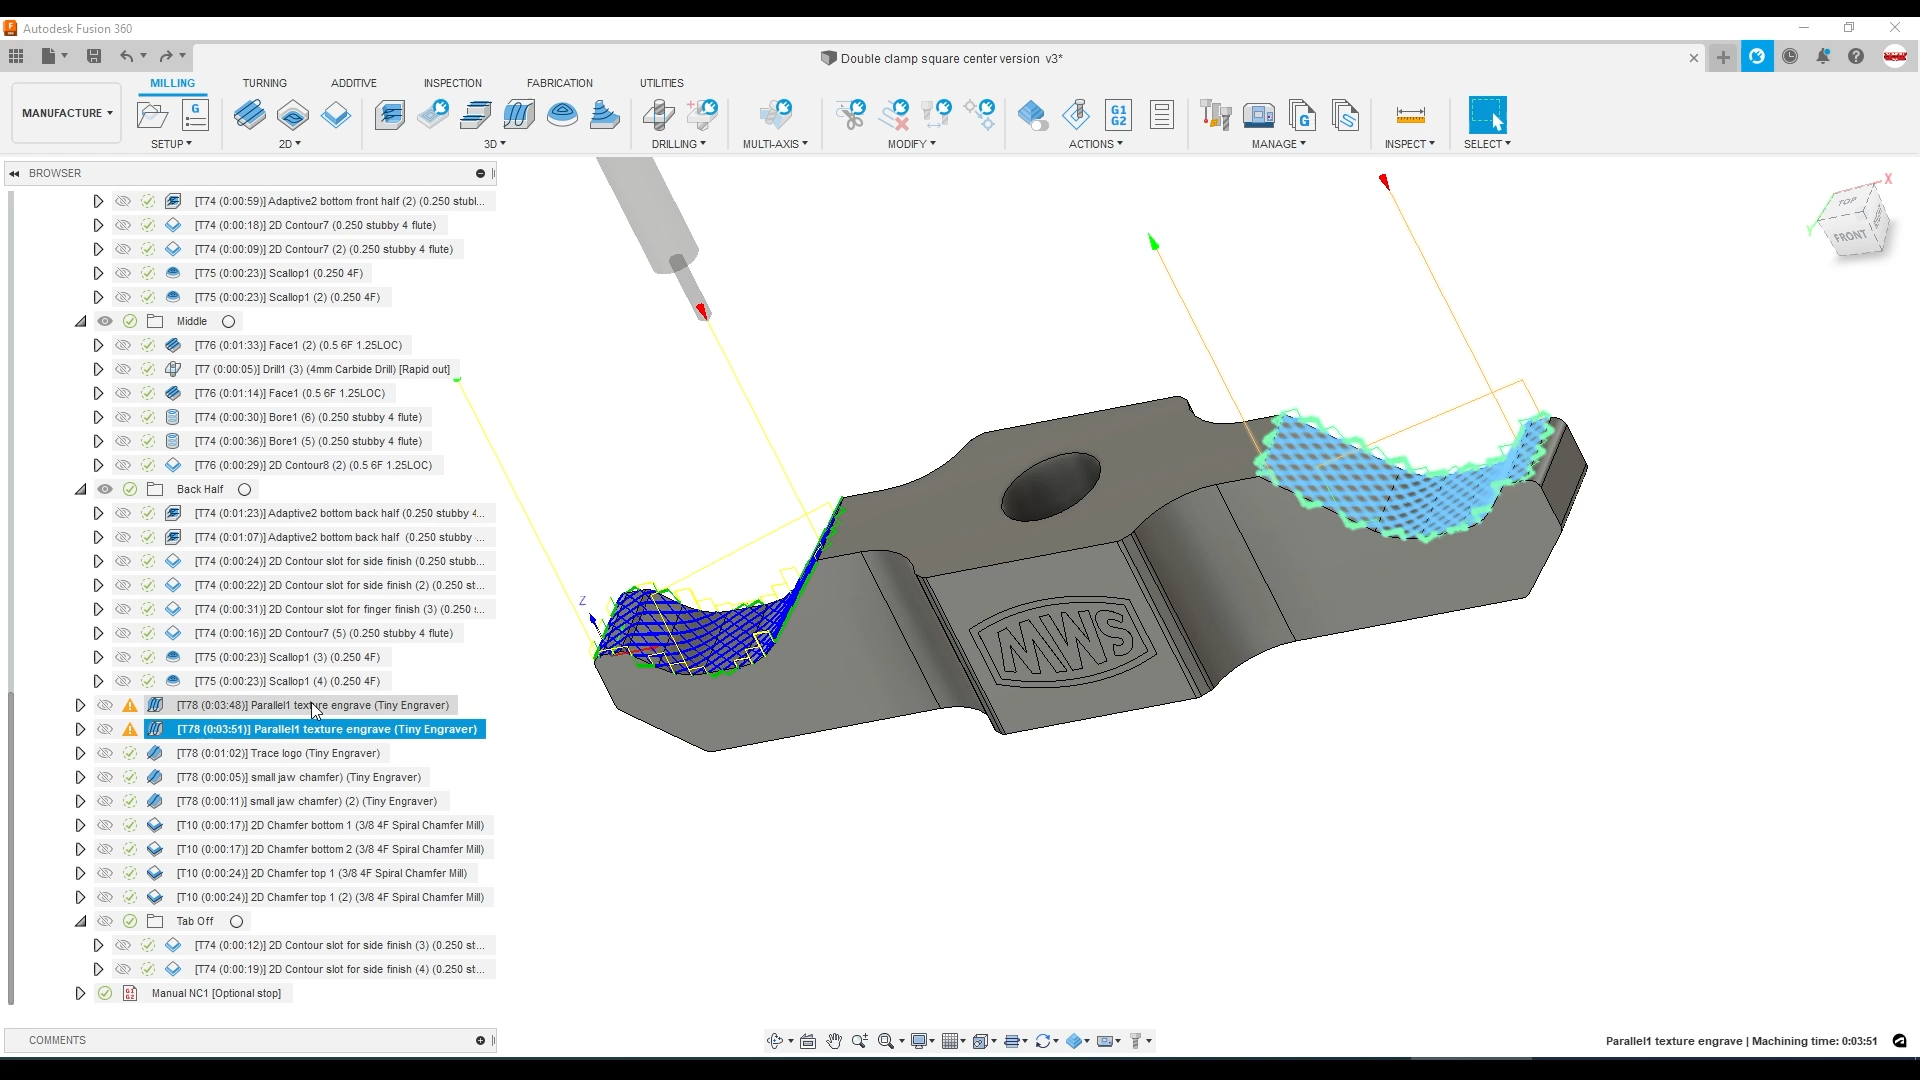 Autodesk Fusion 360
Double clamp square center version v3*
MANUFACTURE
MILLING TURNING ADDITIVE INSPECTION FABRICATION UTILITIES
SETUP 2D 3D DRILLING MULTI-AXIS MODIFY ACTIONS MANAGE INSPECT SELECT
G
G1
G2
G
BROWSER
[T74 (0:00:59)] Adaptive2 bottom front half (2) (0.250 stubl...
[T74 (0:00:18)] 2D Contour7 (0.250 stubby 4 flute)
[T74 (0:00:09)] 2D Contour7 (2) (0.250 stubby 4 flute)
[T75 (0:00:23)] Scallop1 (0.250 4F)
[T75 (0:00:23)] Scallop1 (2) (0.250 4F)
Middle
[T76 (0:01:33)] Face1 (2) (0.5 6F 1.25LOC)
[T7 (0:00:05)] Drill1 (3) (4mm Carbide Drill) [Rapid out]
[T76 (0:01:14)] Face1 (0.5 6F 1.25LOC)
[T74 (0:00:30)] Bore1 (6) (0.250 stubby 4 flute)
[T74 (0:00:36)] Bore1 (5) (0.250 stubby 4 flute)
[T76 (0:00:29)] 2D Contour8 (2) (0.5 6F 1.25LOC)
Back Half
[T74 (0:01:23)] Adaptive2 bottom back half (0.250 stubby 4...
[T74 (0:01:07)] Adaptive2 bottom back half (0.250 stubby ...
[T74 (0:00:24)] 2D Contour slot for side finish (0.250 stubb...
[T74 (0:00:22)] 2D Contour slot for side finish (2) (0.250 st...
[T74 (0:00:31)] 2D Contour slot for finger finish (3) (0.250 s...
[T74 (0:00:16)] 2D Contour7 (5) (0.250 stubby 4 flute)
[T75 (0:00:23)] Scallop1 (3) (0.250 4F)
[T75 (0:00:23)] Scallop1 (4) (0.250 4F)
[T78 (0:03:48)] Parallel1 texture engrave (Tiny Engraver)
[T78 (0:03:51)] Parallel1 texture engrave (Tiny Engraver)
[T78 (0:01:02)] Trace logo (Tiny Engraver)
[T78 (0:00:05)] small jaw chamfer) (Tiny Engraver)
[T78 (0:00:11)] small jaw chamfer) (2) (Tiny Engraver)
[T10 (0:00:17)] 2D Chamfer bottom 1 (3/8 4F Spiral Chamfer Mill)
[T10 (0:00:17)] 2D Chamfer bottom 2 (3/8 4F Spiral Chamfer Mill)
[T10 (0:00:24)] 2D Chamfer top 1 (3/8 4F Spiral Chamfer Mill)
[T10 (0:00:24)] 2D Chamfer top 1 (2) (3/8 4F Spiral Chamfer Mill)
Tab Off
[T74 (0:00:12)] 2D Contour slot for side finish (3) (0.250 st...
[T74 (0:00:19)] 2D Contour slot for side finish (4) (0.250 st...
Manual NC1 [Optional stop]
COMMENTS
Z
MWS
X
Y
TOP
FRONT
Parallel1 texture engrave | Machining time: 0:03:51